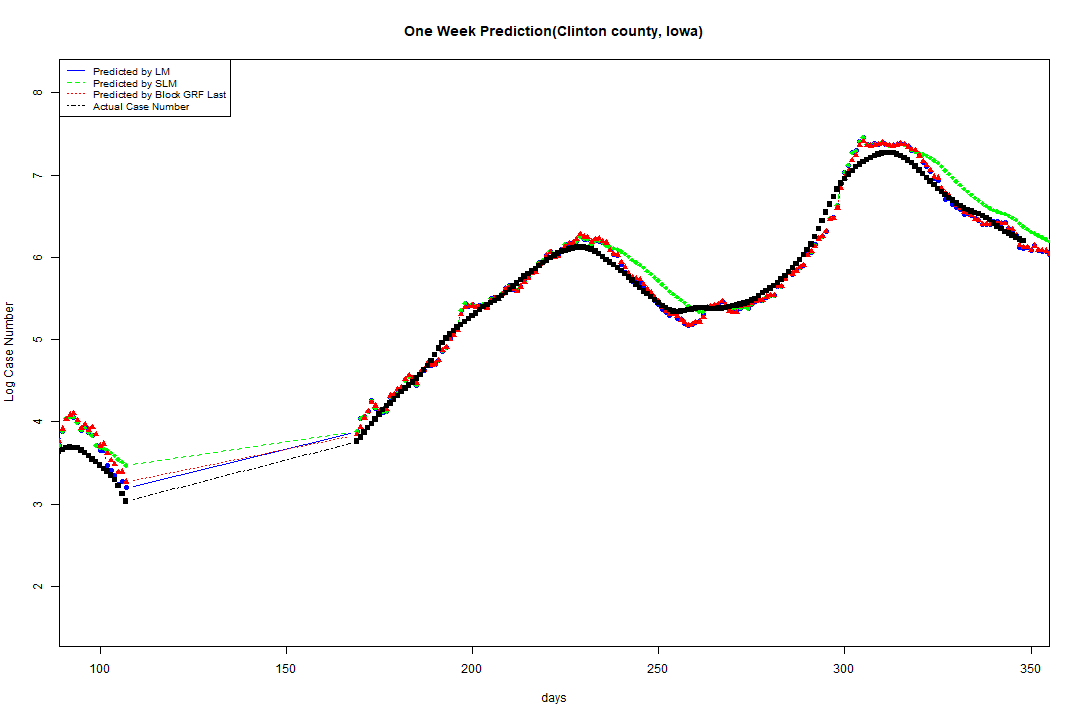 One Week Prediction(Clinton county, Iowa)
Predicted by LM
Predicted by SLM
Predicted by Block GRF Last
Actual Case Number
8
7
6
5
4
3
2
Log Case Number
100 150 200 250 300 350
days